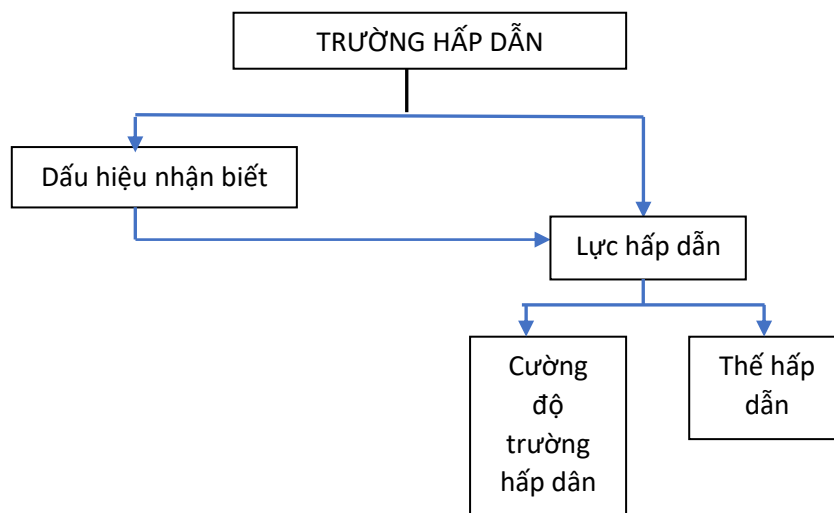 TRƯỜNG HẤP DẪN
Dấu hiệu nhận biết
Lực hấp dẫn
Cường
độ
trường
hấp dân
Thế hấp
dẫn